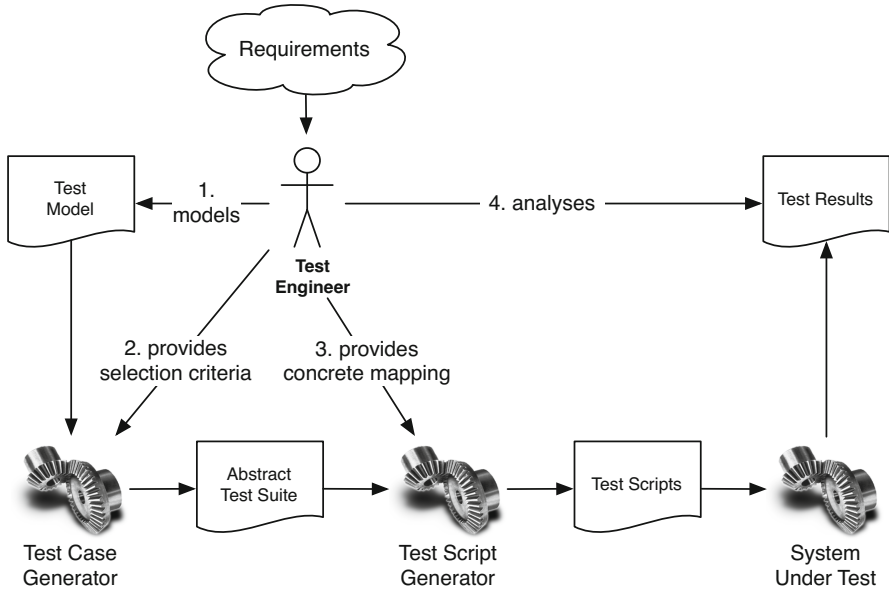 Requirements
Test
Model
1.
models
4. analyses
Test Results
Test
Engineer
2. provides
selection criteria
3. provides
concrete mapping
Abstract
Test Suite
Test Scripts
Test Case
Generator
Test Script
Generator
System
Under Test